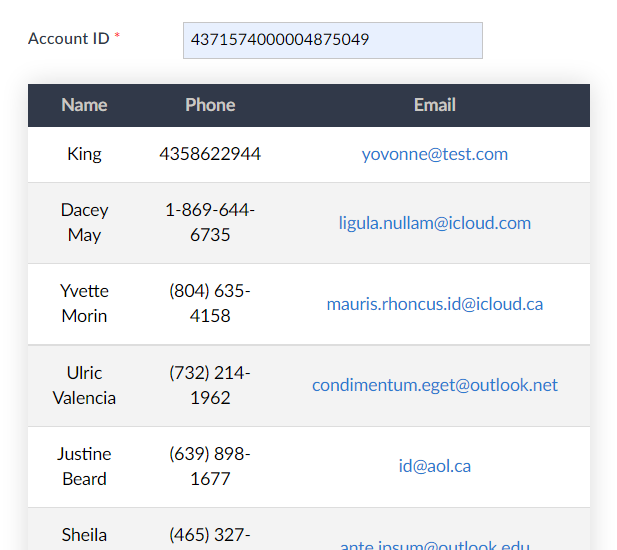 Account ID *
4371574000004875049
Name Phone Email
King 4358622944 yovonne@test.com
Dacey May 1-869-644-6735 ligula.nullam@icloud.com
Yvette Morin (804) 635-4158 mauris.rhoncus.id@icloud.ca
Ulric Valencia (732) 214-1962 condimentum.eget@outlook.net
Justine Beard (639) 898-1677 id@aol.ca
Sheila (465) 327- ante.ipsum@outlook.edu